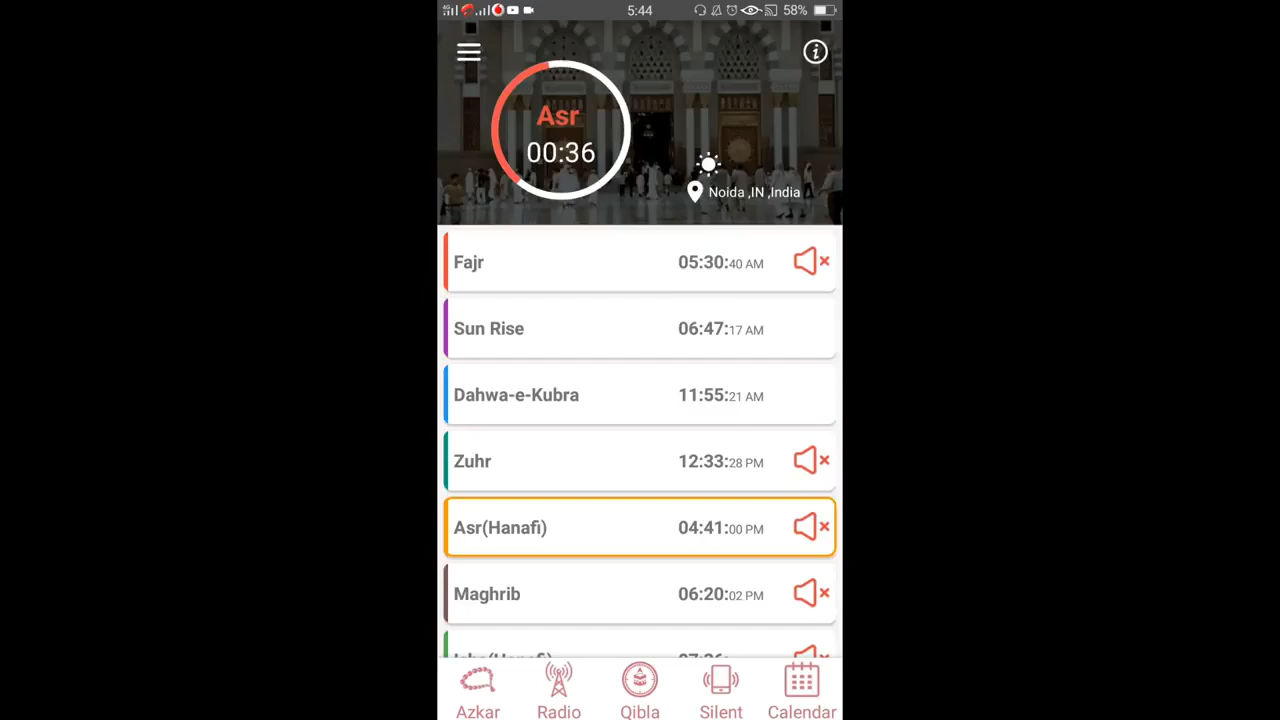 5:44 58%
Asr
00:36
Noida ,IN ,India
Fajr 05:30:40 AM
Sun Rise 06:47:17 AM
Dahwa-e-Kubra 11:55:21 AM
Zuhr 12:33:28 PM
Asr(Hanafi) 04:41:00 PM
Maghrib 06:20:02 PM
Azkar Radio Qibla Silent Calendar